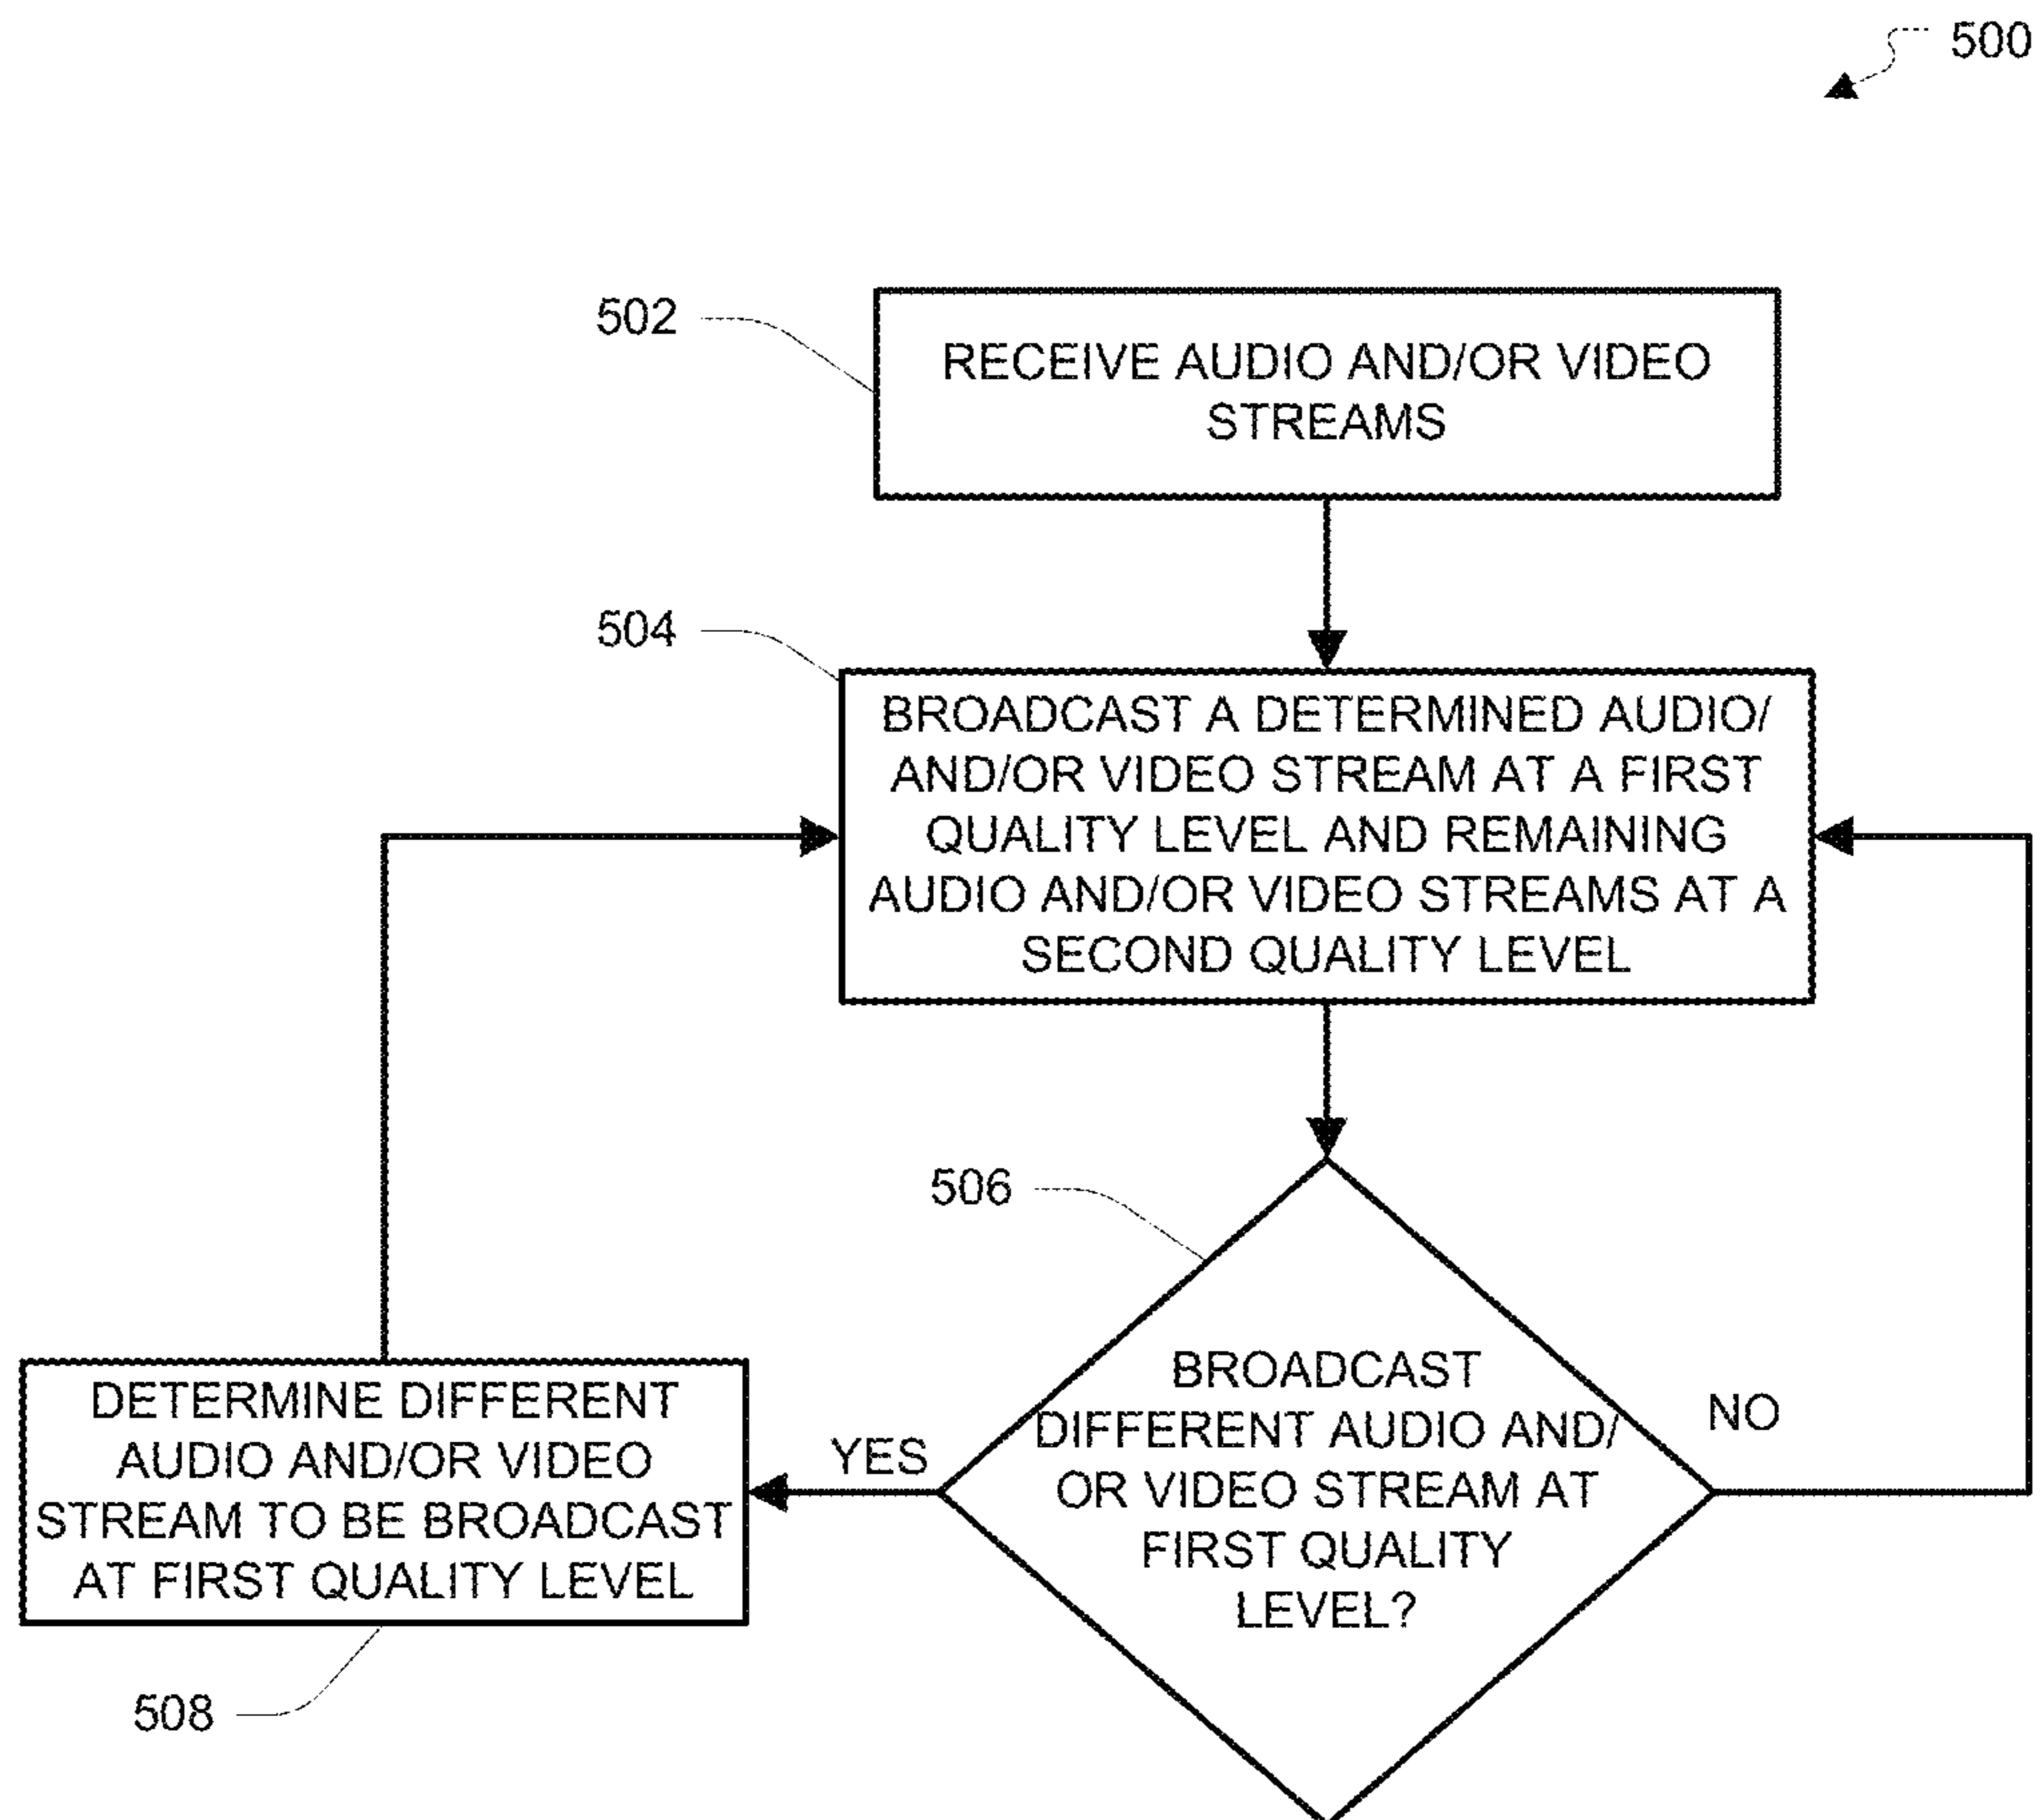 500
502
RECEIVE AUDIO AND/OR VIDEO
STREAMS
504
BROADCAST A DETERMINED AUDIO/
AND/OR VIDEO STREAM AT A FIRST
QUALITY LEVEL AND REMAINING
AUDIO AND/OR VIDEO STREAMS AT A
SECOND QUALITY LEVEL
506
BROADCAST
DIFFERENT AUDIO AND/
OR VIDEO STREAM AT
FIRST QUALITY
LEVEL?
NO
YES
DETERMINE DIFFERENT
AUDIO AND/OR VIDEO
STREAM TO BE BROADCAST
AT FIRST QUALITY LEVEL
508